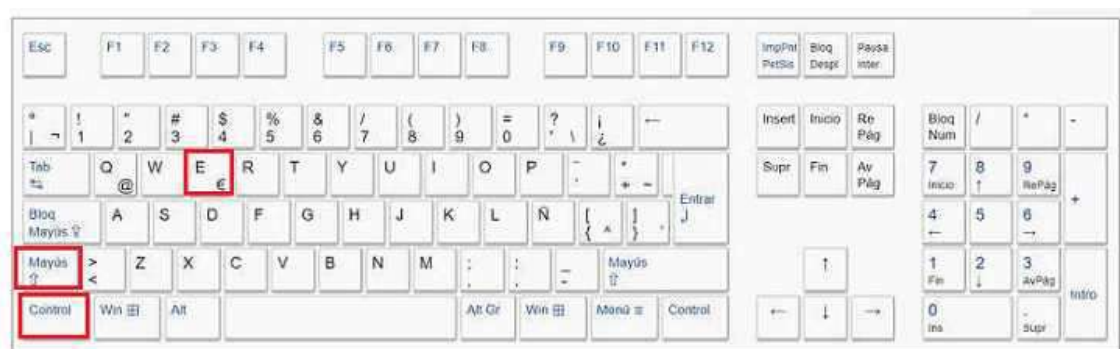 Esc F1 F2 F3 F4 F5 F6 F7 F8 F9 F10 F11 F12 ImpPnt Bloq Pausa
PetSis Despl Inter
° ! " # $ % & / ( ) = ? ¡ ← Insert Inicio Re Bloq / * -
| ¬ 1 2 3 4 5 6 7 8 9 0 ' \ ¿ Pág Num
Tab Q W E R T Y U I O P ¨ * Supr Fin Av 7 8 9 +
↹ @ € ´ + ~ Pág Inicio ↑ RePág
Bloq A S D F G H J K L Ñ [ ] Entrar 4 5 6
Mayús ⇧ { ^ } ` ↲ ← →
Mayús > Z X C V B N M ; : _ Mayús ↑ 1 2 3 Intro
⇧ < , . - ⇧ Fin ↓ AvPág
Control Win ⊞ Alt Alt Gr Win ⊞ Menú ≡ Control ← ↓ → 0 .
Ins Supr